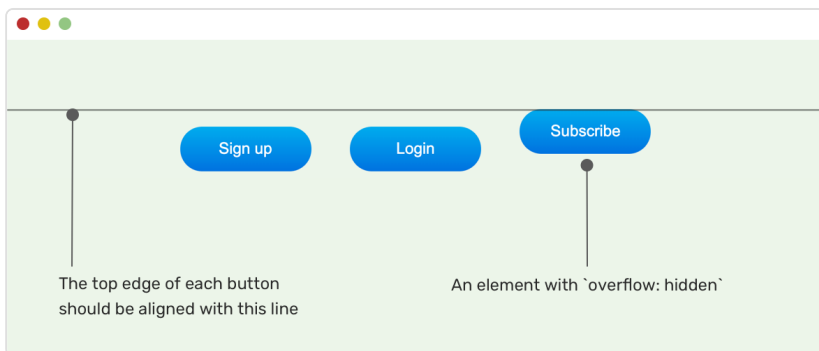 Sign up
Login
Subscribe
The top edge of each button
should be aligned with this line
An element with `overflow: hidden`